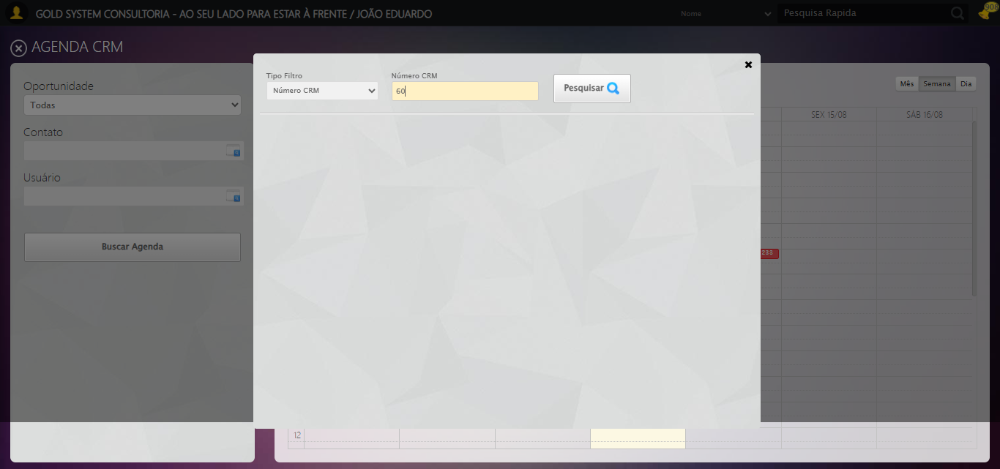 GOLD SYSTEM CONSULTORIA - AO SEU LADO PARA ESTAR À FRENTE / JOÃO EDUARDO
Nome
Pesquisa Rapida
908
AGENDA CRM
Oportunidade
Todas
Contato
Usuário
Buscar Agenda
Tipo Filtro
Número CRM
Número CRM
60
Pesquisar
Mês Semana Dia
SEX 15/08 SÁB 16/08
233
12